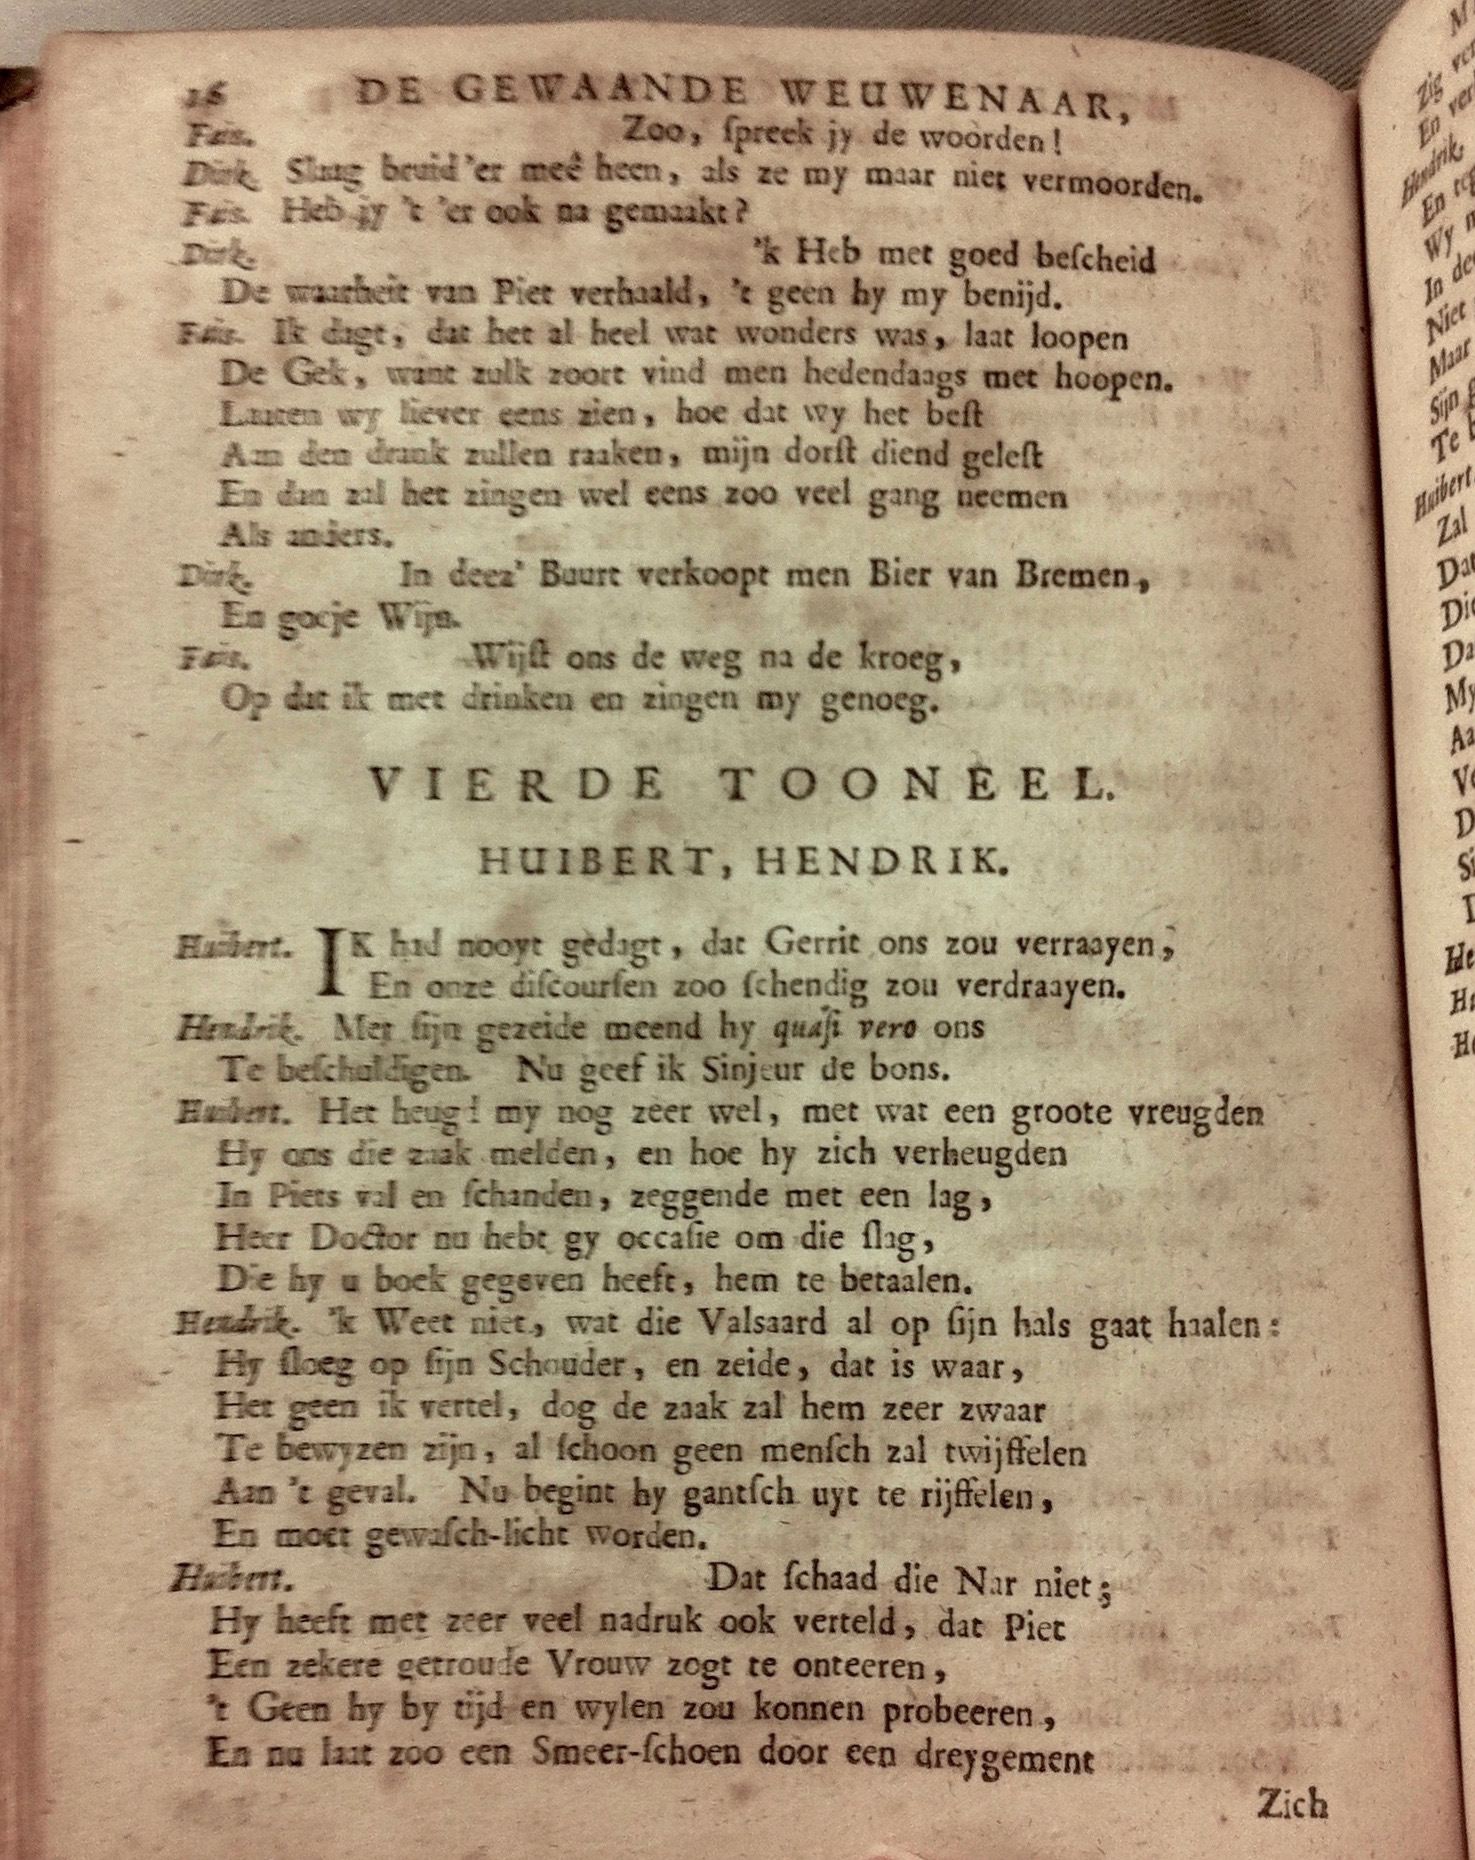 16 DE GEWAANDE WEUWENAAR,
Fais. Zoo, ſpreek jy de woorden!
Dirk. Slaag bruid 'er meê heen, als ze my maar niet vermoorden.
Fais. Heb jy 't 'er ook na gemaakt?
Dirk. 'k Heb met goed beſcheid
De waarheit van Piet verhaald, 't geen hy my benijd.
Fais. Ik dagt, dat het al heel wat wonders was, laat loopen
De Gek, want zulk zoort vind men hedendaags met hoopen.
Laaten wy liever eens zien, hoe dat wy het beſt
Aan den drank zullen raaken, mijn dorſt diend geleſt
En dan zal het zingen wel eens zoo veel gang neemen
Als anders.
Dirk. In deez' Buurt verkoopt men Bier van Bremen,
En goeje Wijn.
Fais. Wijſt ons de weg na de kroeg,
Op dat ik met drinken en zingen my genoeg.
VIERDE TOONEEL.
HUIBERT, HENDRIK.
Huibert. IK had nooyt gedagt, dat Gerrit ons zou verraayen,
En onze diſcourſen zoo ſchendig zou verdraayen.
Hendrik. Met ſijn gezeide meend hy quaſi vero ons
Te beſchuldigen. Nu geef ik Sinjeur de bons.
Huibert. Het heug! my nog zeer wel, met wat een groote vreugden
Hy ons die zaak melden, en hoe hy zich verheugden
In Piets val en ſchanden, zeggende met een lag,
Heer Doctor nu hebt gy occaſie om die ſlag,
Die hy u boek gegeven heeft, hem te betaalen.
Hendrik. 'k Weet niet, wat die Valsaard al op ſijn hals gaat haalen:
Hy ſloeg op ſijn Schouder, en zeide, dat is waar,
Het geen ik vertel, dog de zaak zal hem zeer zwaar
Te bewyzen zijn, al ſchoon geen menſch zal twijffelen
Aan 't geval. Nu begint hy gantſch uyt te rijffelen,
En moet gewaſch-licht worden.
Huibert. Dat ſchaad die Nar niet;
Hy heeft met zeer veel nadruk ook verteld, dat Piet
Een zekere getroude Vrouw zogt te onteeren,
't Geen hy by tijd en wylen zou konnen probeeren,
En nu laat zoo een Smeer-ſchoen door een dreygement
Zich